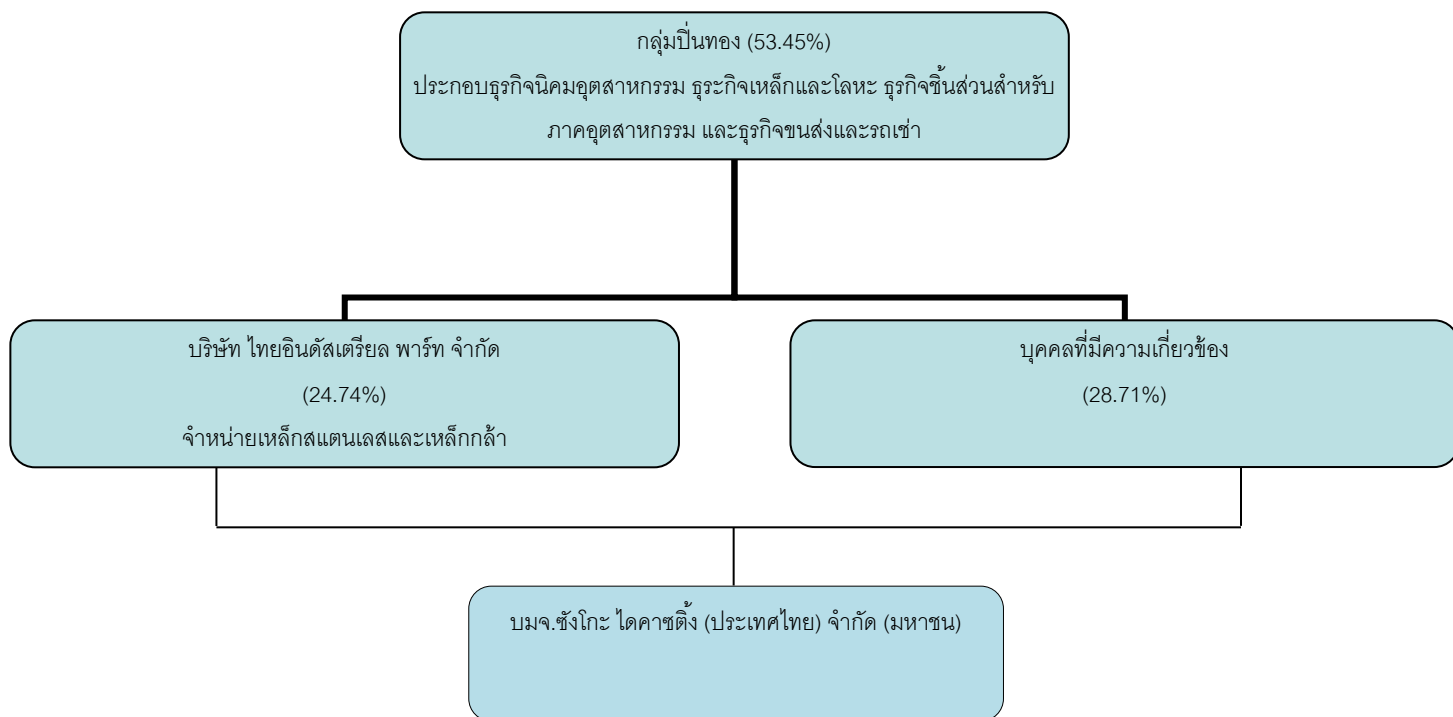 กลุ่มปิ่นทอง (53.45%)
ประกอบธุรกิจนิคมอุตสาหกรรม ธุระกิจเหล็กและโลหะ ธุรกิจชิ้นส่วนสำหรับ
ภาคอุตสาหกรรม และธุรกิจขนส่งและรถเช่า
บริษัท ไทยอินดัสเตรียล พาร์ท จำกัด
(24.74%)
จำหน่ายเหล็กสแตนเลสและเหล็กกล้า
บุคคลที่มีความเกี่ยวข้อง
(28.71%)
บมจ.ซังโกะ ไดคาซติ้ง (ประเทศไทย) จำกัด (มหาชน)